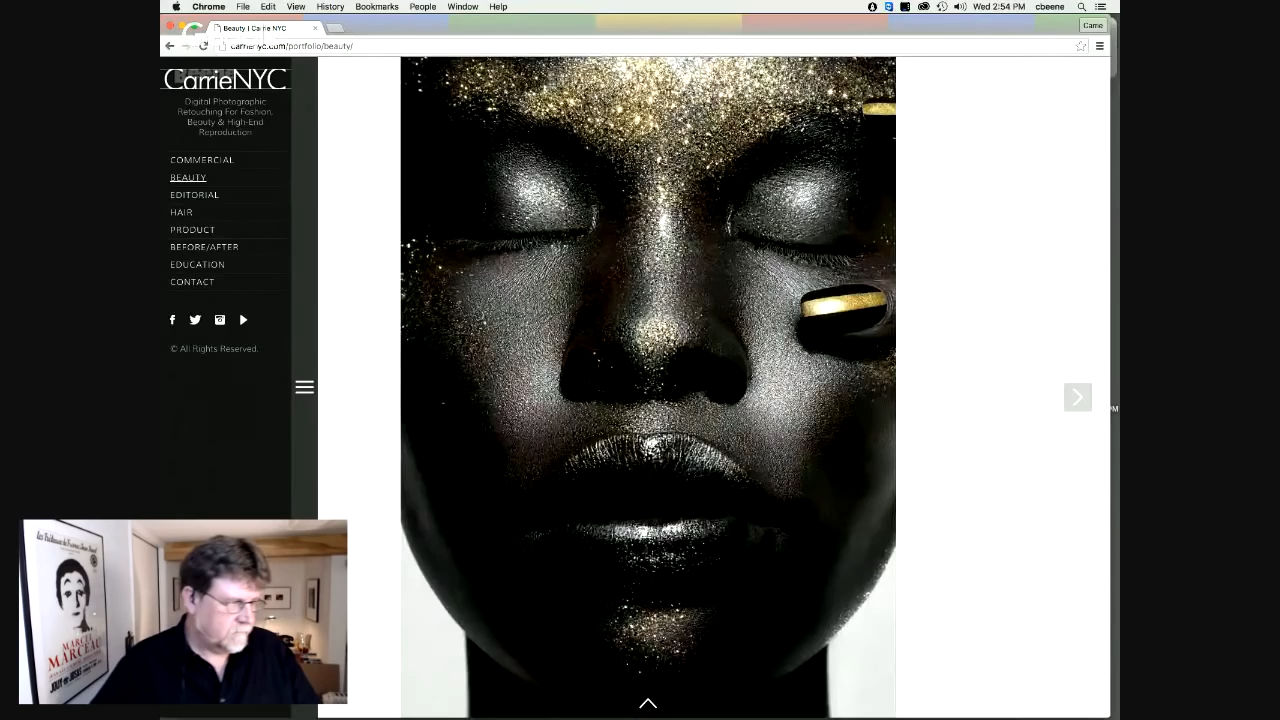 Chrome File Edit View History Bookmarks People Window Help
Wed 2:54 PM cbeene
Beauty | Carrie NYC
Carrie
carrienyc.com/portfolio/beauty/
CarrieNYC
Digital Photographic
Retouching For Fashion,
Beauty & High-End
Reproduction
COMMERCIAL
BEAUTY
EDITORIAL
HAIR
PRODUCT
BEFORE/AFTER
EDUCATION
CONTACT
© All Rights Reserved.
MARCEL
MARCEAU